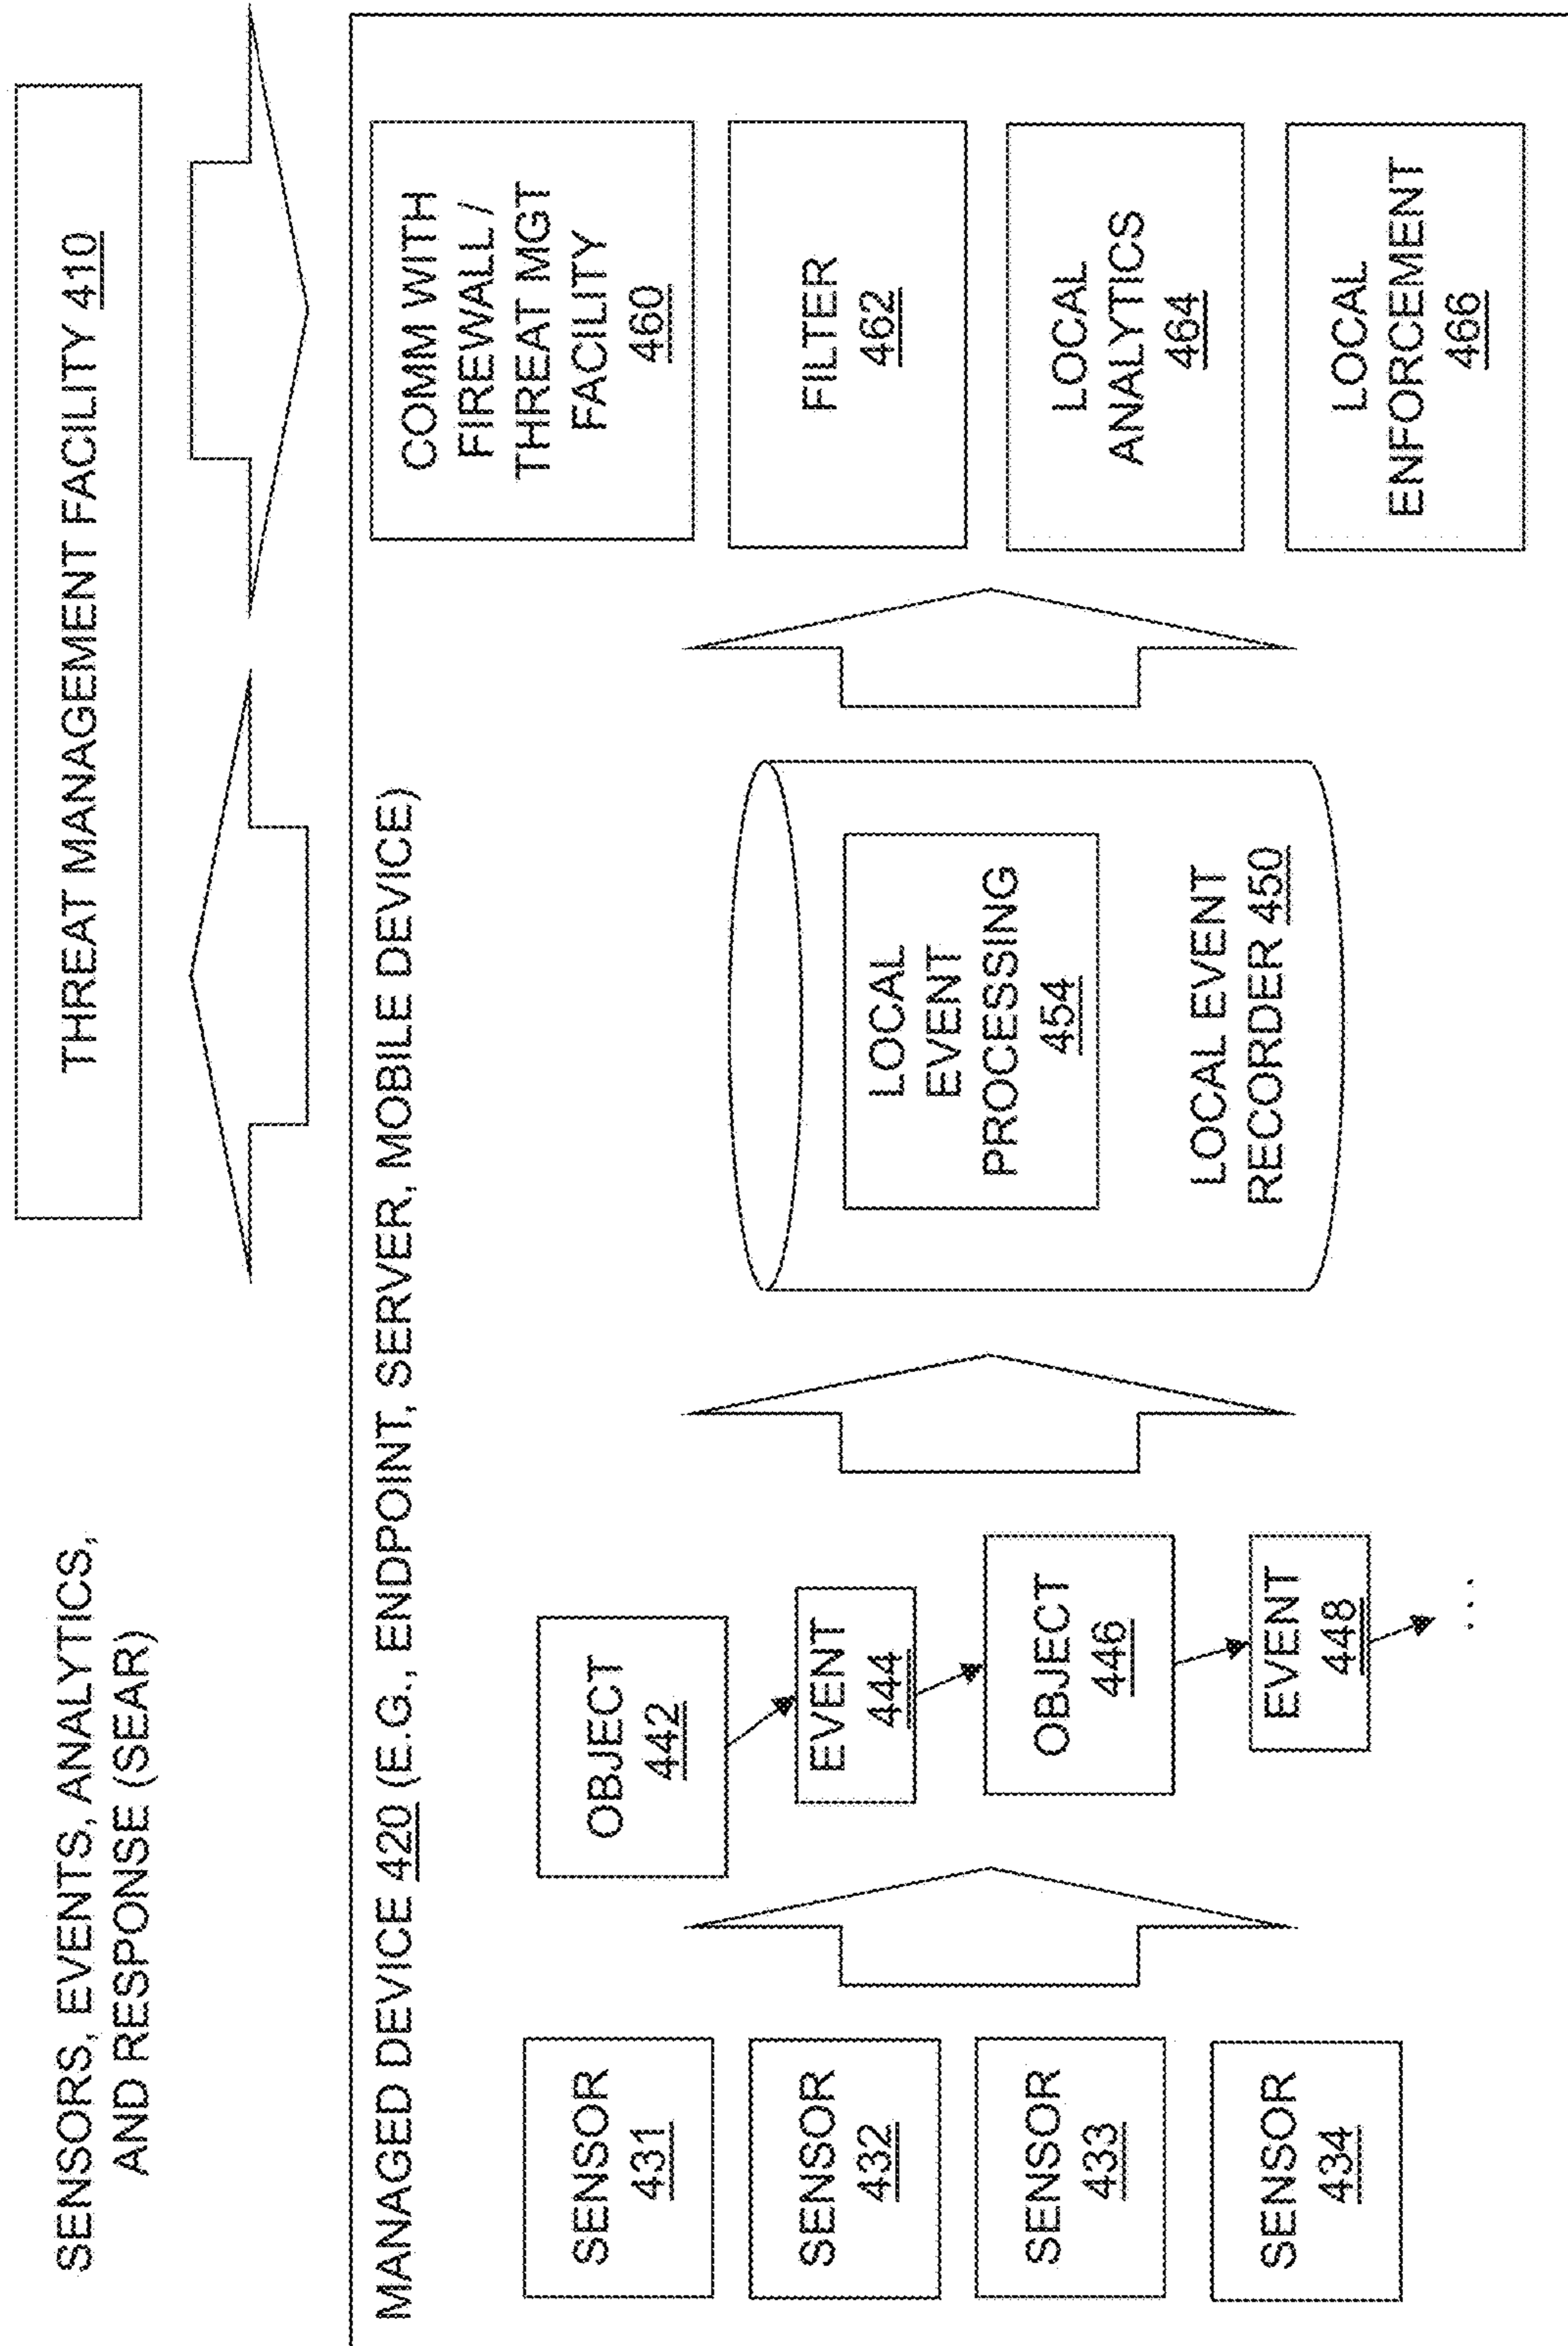 SENSORS, EVENTS, ANALYTICS,
AND RESPONSE (SEAR)
THREAT MANAGEMENT FACILITY 410
MANAGED DEVICE 420 (E.G., ENDPOINT, SERVER, MOBILE DEVICE)
SENSOR
431
SENSOR
432
SENSOR
433
SENSOR
434
OBJECT
442
EVENT
444
OBJECT
446
EVENT
448
...
LOCAL
EVENT
PROCESSING
454
LOCAL EVENT
RECORDER 450
COMM WITH
FIREWALL /
THREAT MGT
FACILITY
460
FILTER
462
LOCAL
ANALYTICS
464
LOCAL
ENFORCEMENT
466